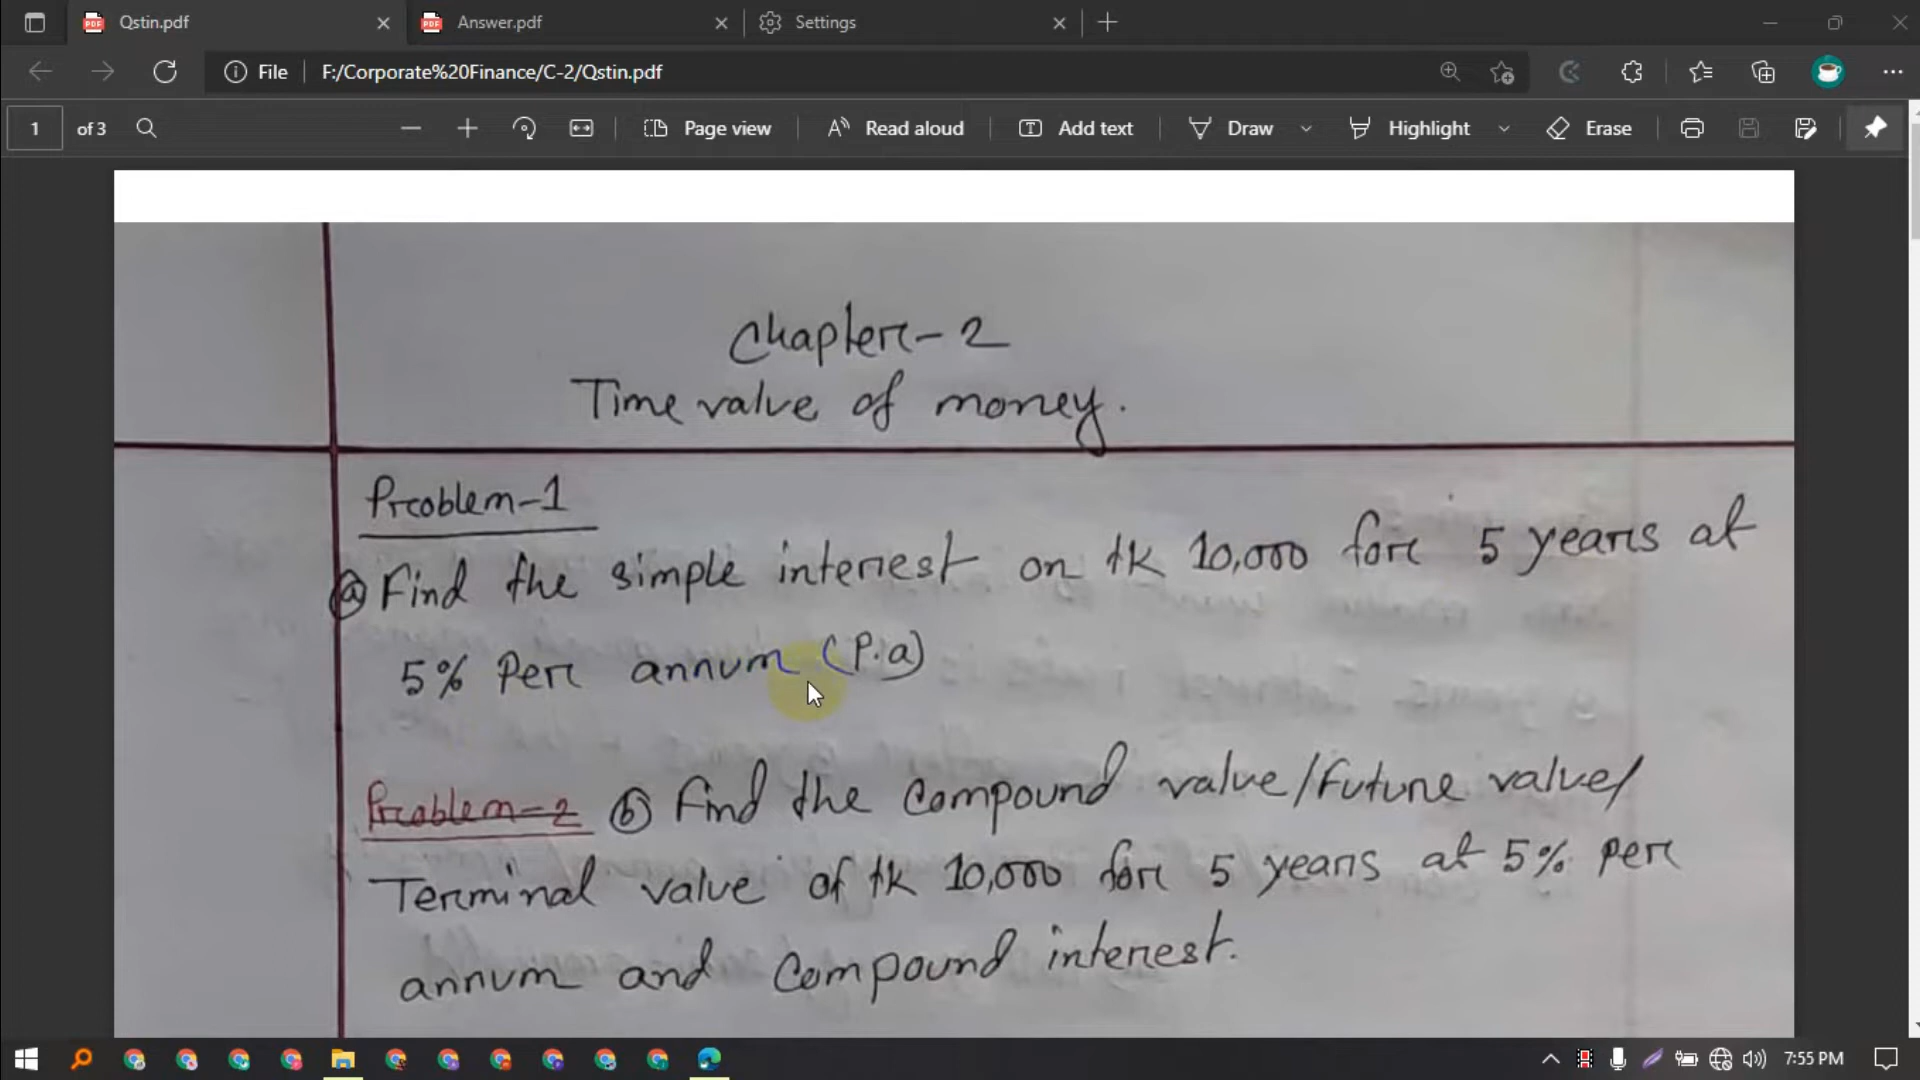 Qstin.pdf
Answer.pdf
Settings
File
F:/Corporate%20Finance/C-2/Qstin.pdf
1 of 3
Page view
Read aloud
Add text
Draw
Highlight
Erase
Chapter-2
Time value of money.
Problem-1
(a) Find the simple interest on tk 10,000 for 5 years at
5% Per annum (P.a)
Problem-2 (b) Find the compound value/Future value/
Terminal value of tk 10,000 for 5 years at 5% per
annum and compound interest.
7:55 PM